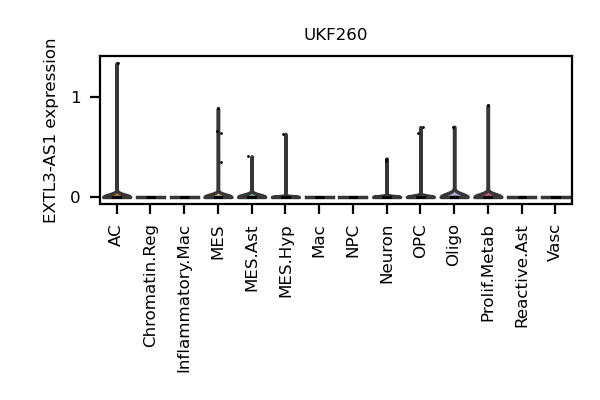 UKF260
EXTL3-AS1 expression
1
0
AC
Chromatin.Reg
Inflammatory.Mac
MES
MES.Ast
MES.Hyp
Mac
NPC
Neuron
OPC
Oligo
Prolif.Metab
Reactive.Ast
Vasc